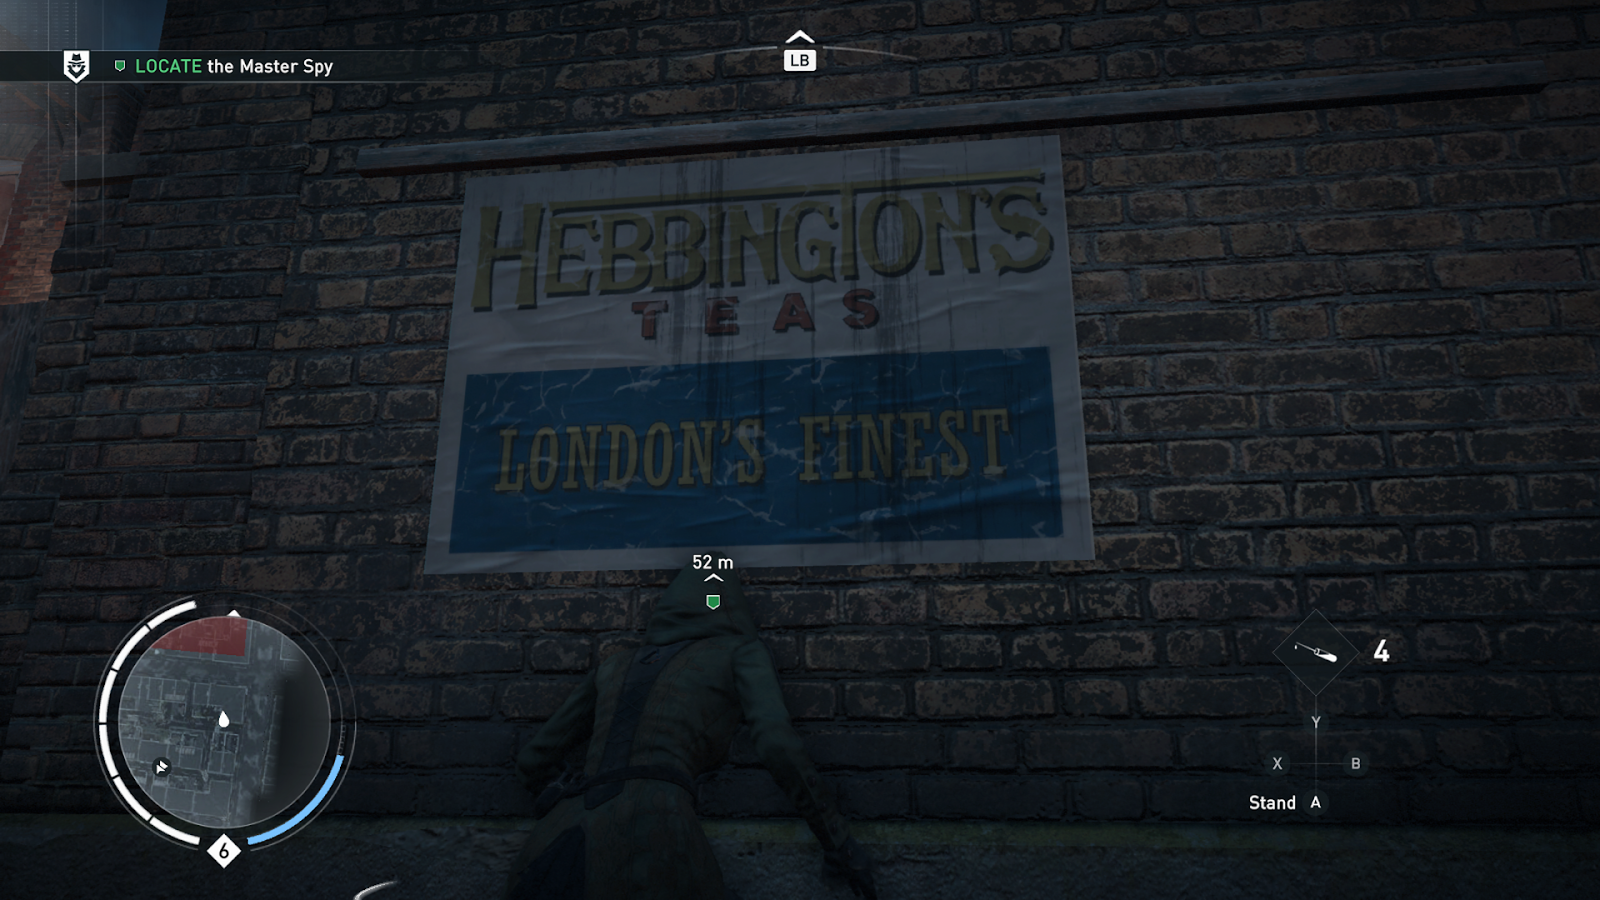 LOCATE the Master Spy
LB
HEBBINGTON'S
TEAS
LONDON'S FINEST
52 m
4
Y
X
B
Stand A
6